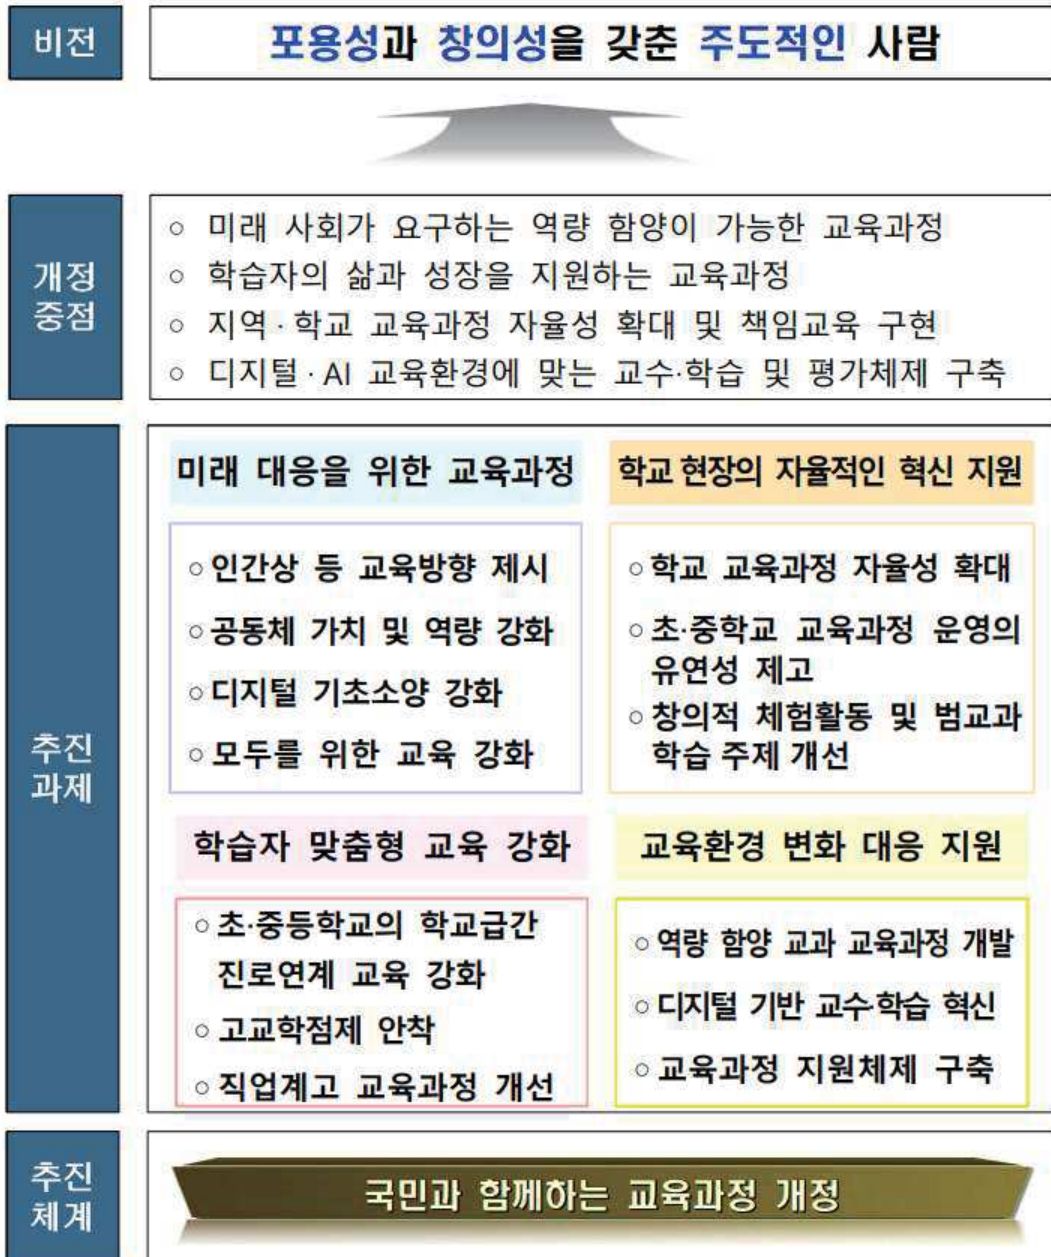 비전
포용성과 창의성을 갖춘 주도적인 사람
개정
중점
○ 미래 사회가 요구하는 역량 함양이 가능한 교육과정
○ 학습자의 삶과 성장을 지원하는 교육과정
○ 지역·학교 교육과정 자율성 확대 및 책임교육 구현
○ 디지털·AI 교육환경에 맞는 교수·학습 및 평가체제 구축
추진
과제
미래 대응을 위한 교육과정
○ 인간상 등 교육방향 제시
○ 공동체 가치 및 역량 강화
○ 디지털 기초소양 강화
○ 모두를 위한 교육 강화
학교 현장의 자율적인 혁신 지원
○ 학교 교육과정 자율성 확대
○ 초·중학교 교육과정 운영의
유연성 제고
○ 창의적 체험활동 및 범교과
학습 주제 개선
학습자 맞춤형 교육 강화
○ 초·중등학교의 학교급간
진로연계 교육 강화
○ 고교학점제 안착
○ 직업계고 교육과정 개선
교육환경 변화 대응 지원
○ 역량 함양 교과 교육과정 개발
○ 디지털 기반 교수·학습 혁신
○ 교육과정 지원체제 구축
추진
체계
국민과 함께하는 교육과정 개정